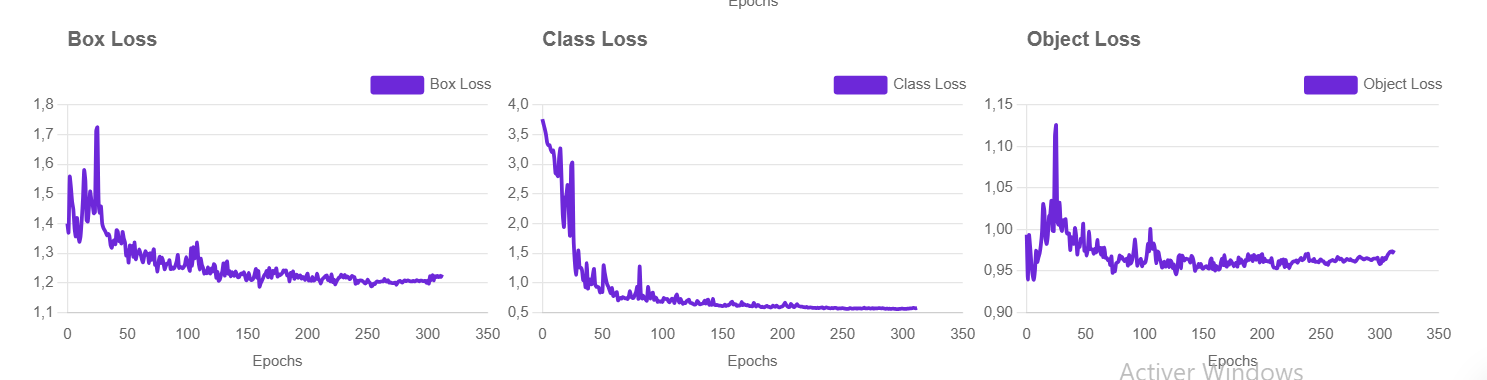 Epochs
Box Loss
Class Loss
Object Loss
Box Loss
Class Loss
Object Loss
1,8
1,7
1,6
1,5
1,4
1,3
1,2
1,1
0 50 100 150 200 250 300 350
Epochs
4,0
3,5
3,0
2,5
2,0
1,5
1,0
0,5
0 50 100 150 200 250 300 350
Epochs
1,15
1,10
1,05
1,00
0,95
0,90
0 50 100 150 200 250 300 350
Epochs
Activer Windows